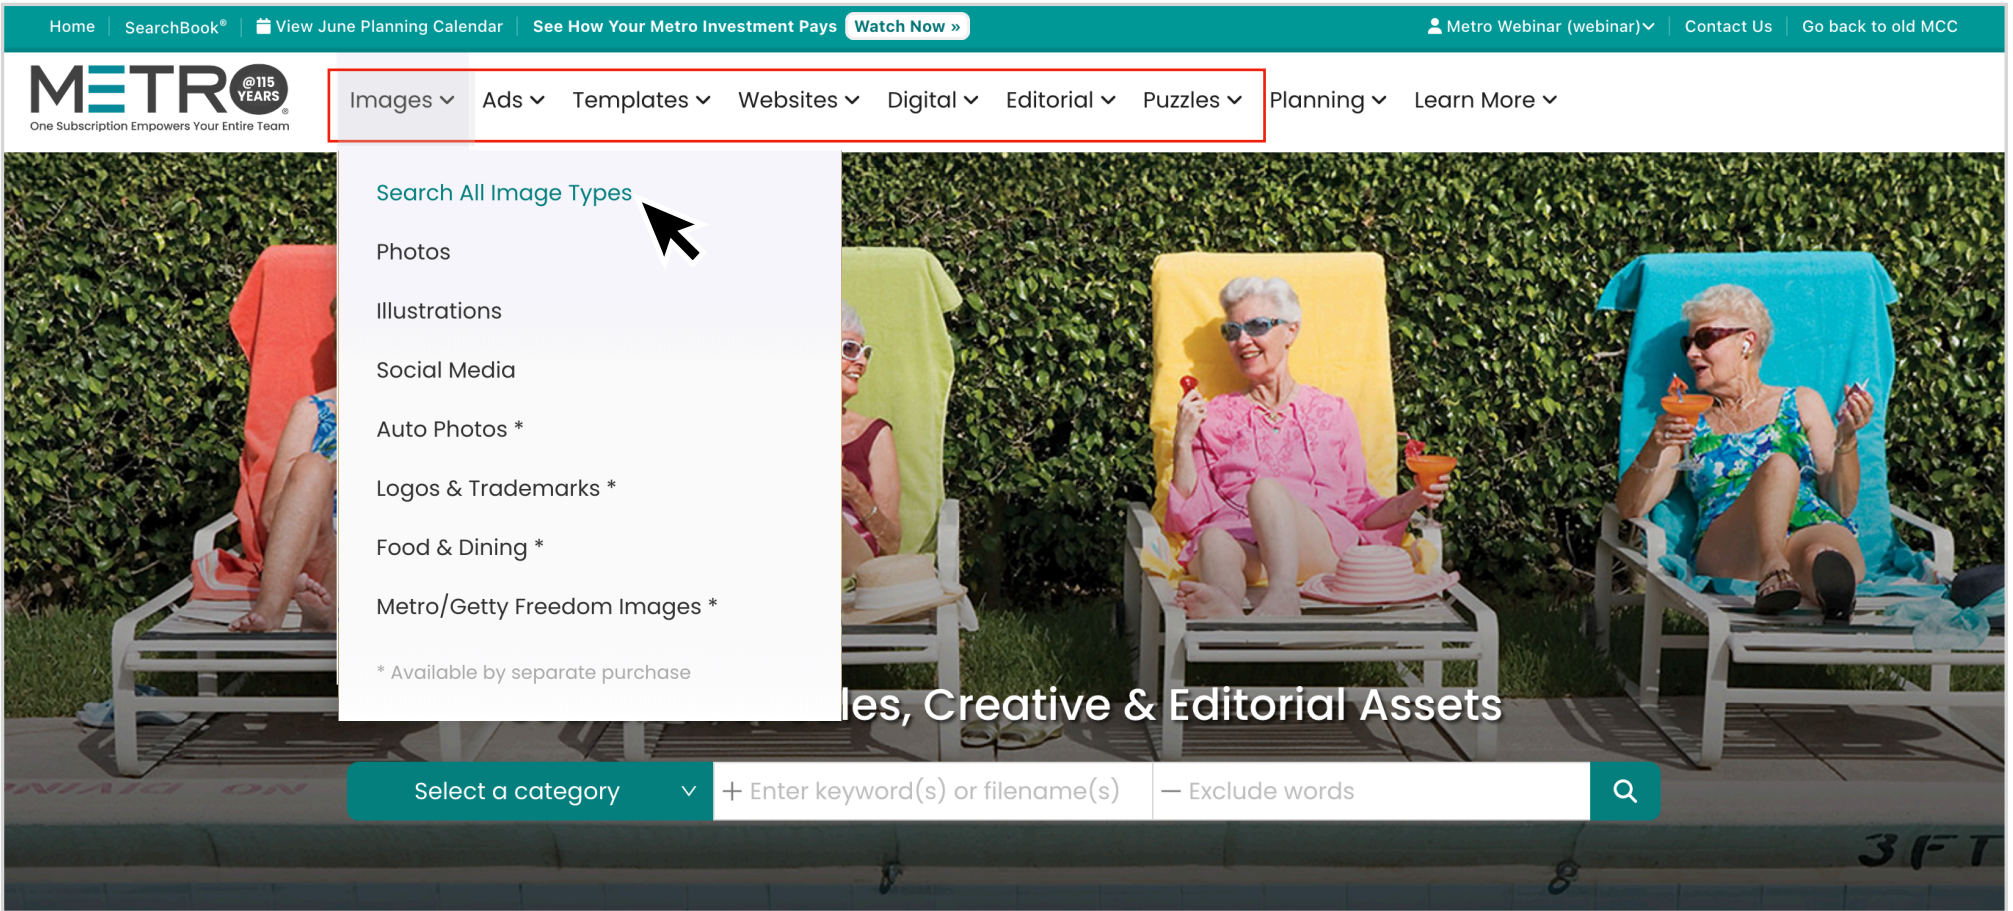 Home SearchBook® View June Planning Calendar See How Your Metro Investment Pays Watch Now » Metro Webinar (webinar) Contact Us Go back to old MCC
METRO @115 YEARS ®
One Subscription Empowers Your Entire Team
Images Ads Templates Websites Digital Editorial Puzzles Planning Learn More
Search All Image Types
Photos
Illustrations
Social Media
Auto Photos *
Logos & Trademarks *
Food & Dining *
Metro/Getty Freedom Images *
* Available by separate purchase
les, Creative & Editorial Assets
Select a category + Enter keyword(s) or filename(s) — Exclude words
NO DIVIN
3 FT